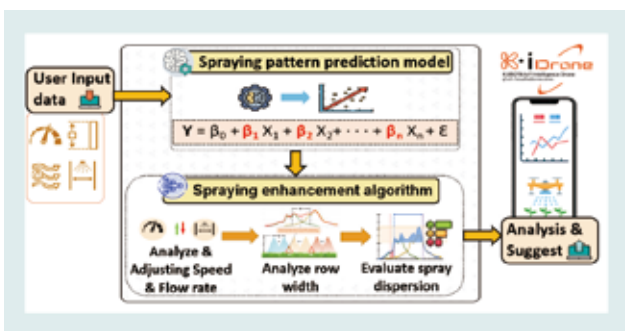 User Input
data
Spraying pattern prediction model
Y = β0 + β1 X1 + β2 X2+ · · · · + βn Xn + ε
Spraying enhancement algorithm
Analyze &
Adjusting Speed
& Flow rate
Analyze row
width
Evaluate spray
dispersion
iDrone
Analysis &
Suggest